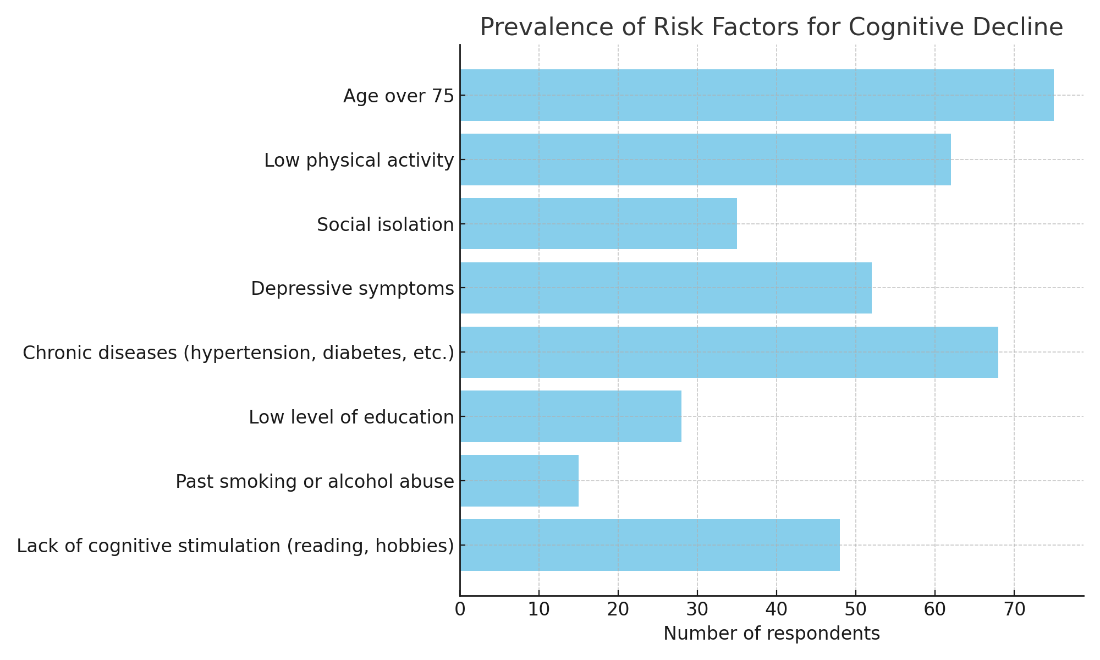 Prevalence of Risk Factors for Cognitive Decline
Age over 75
Low physical activity
Social isolation
Depressive symptoms
Chronic diseases (hypertension, diabetes, etc.)
Low level of education
Past smoking or alcohol abuse
Lack of cognitive stimulation (reading, hobbies)
0 10 20 30 40 50 60 70
Number of respondents